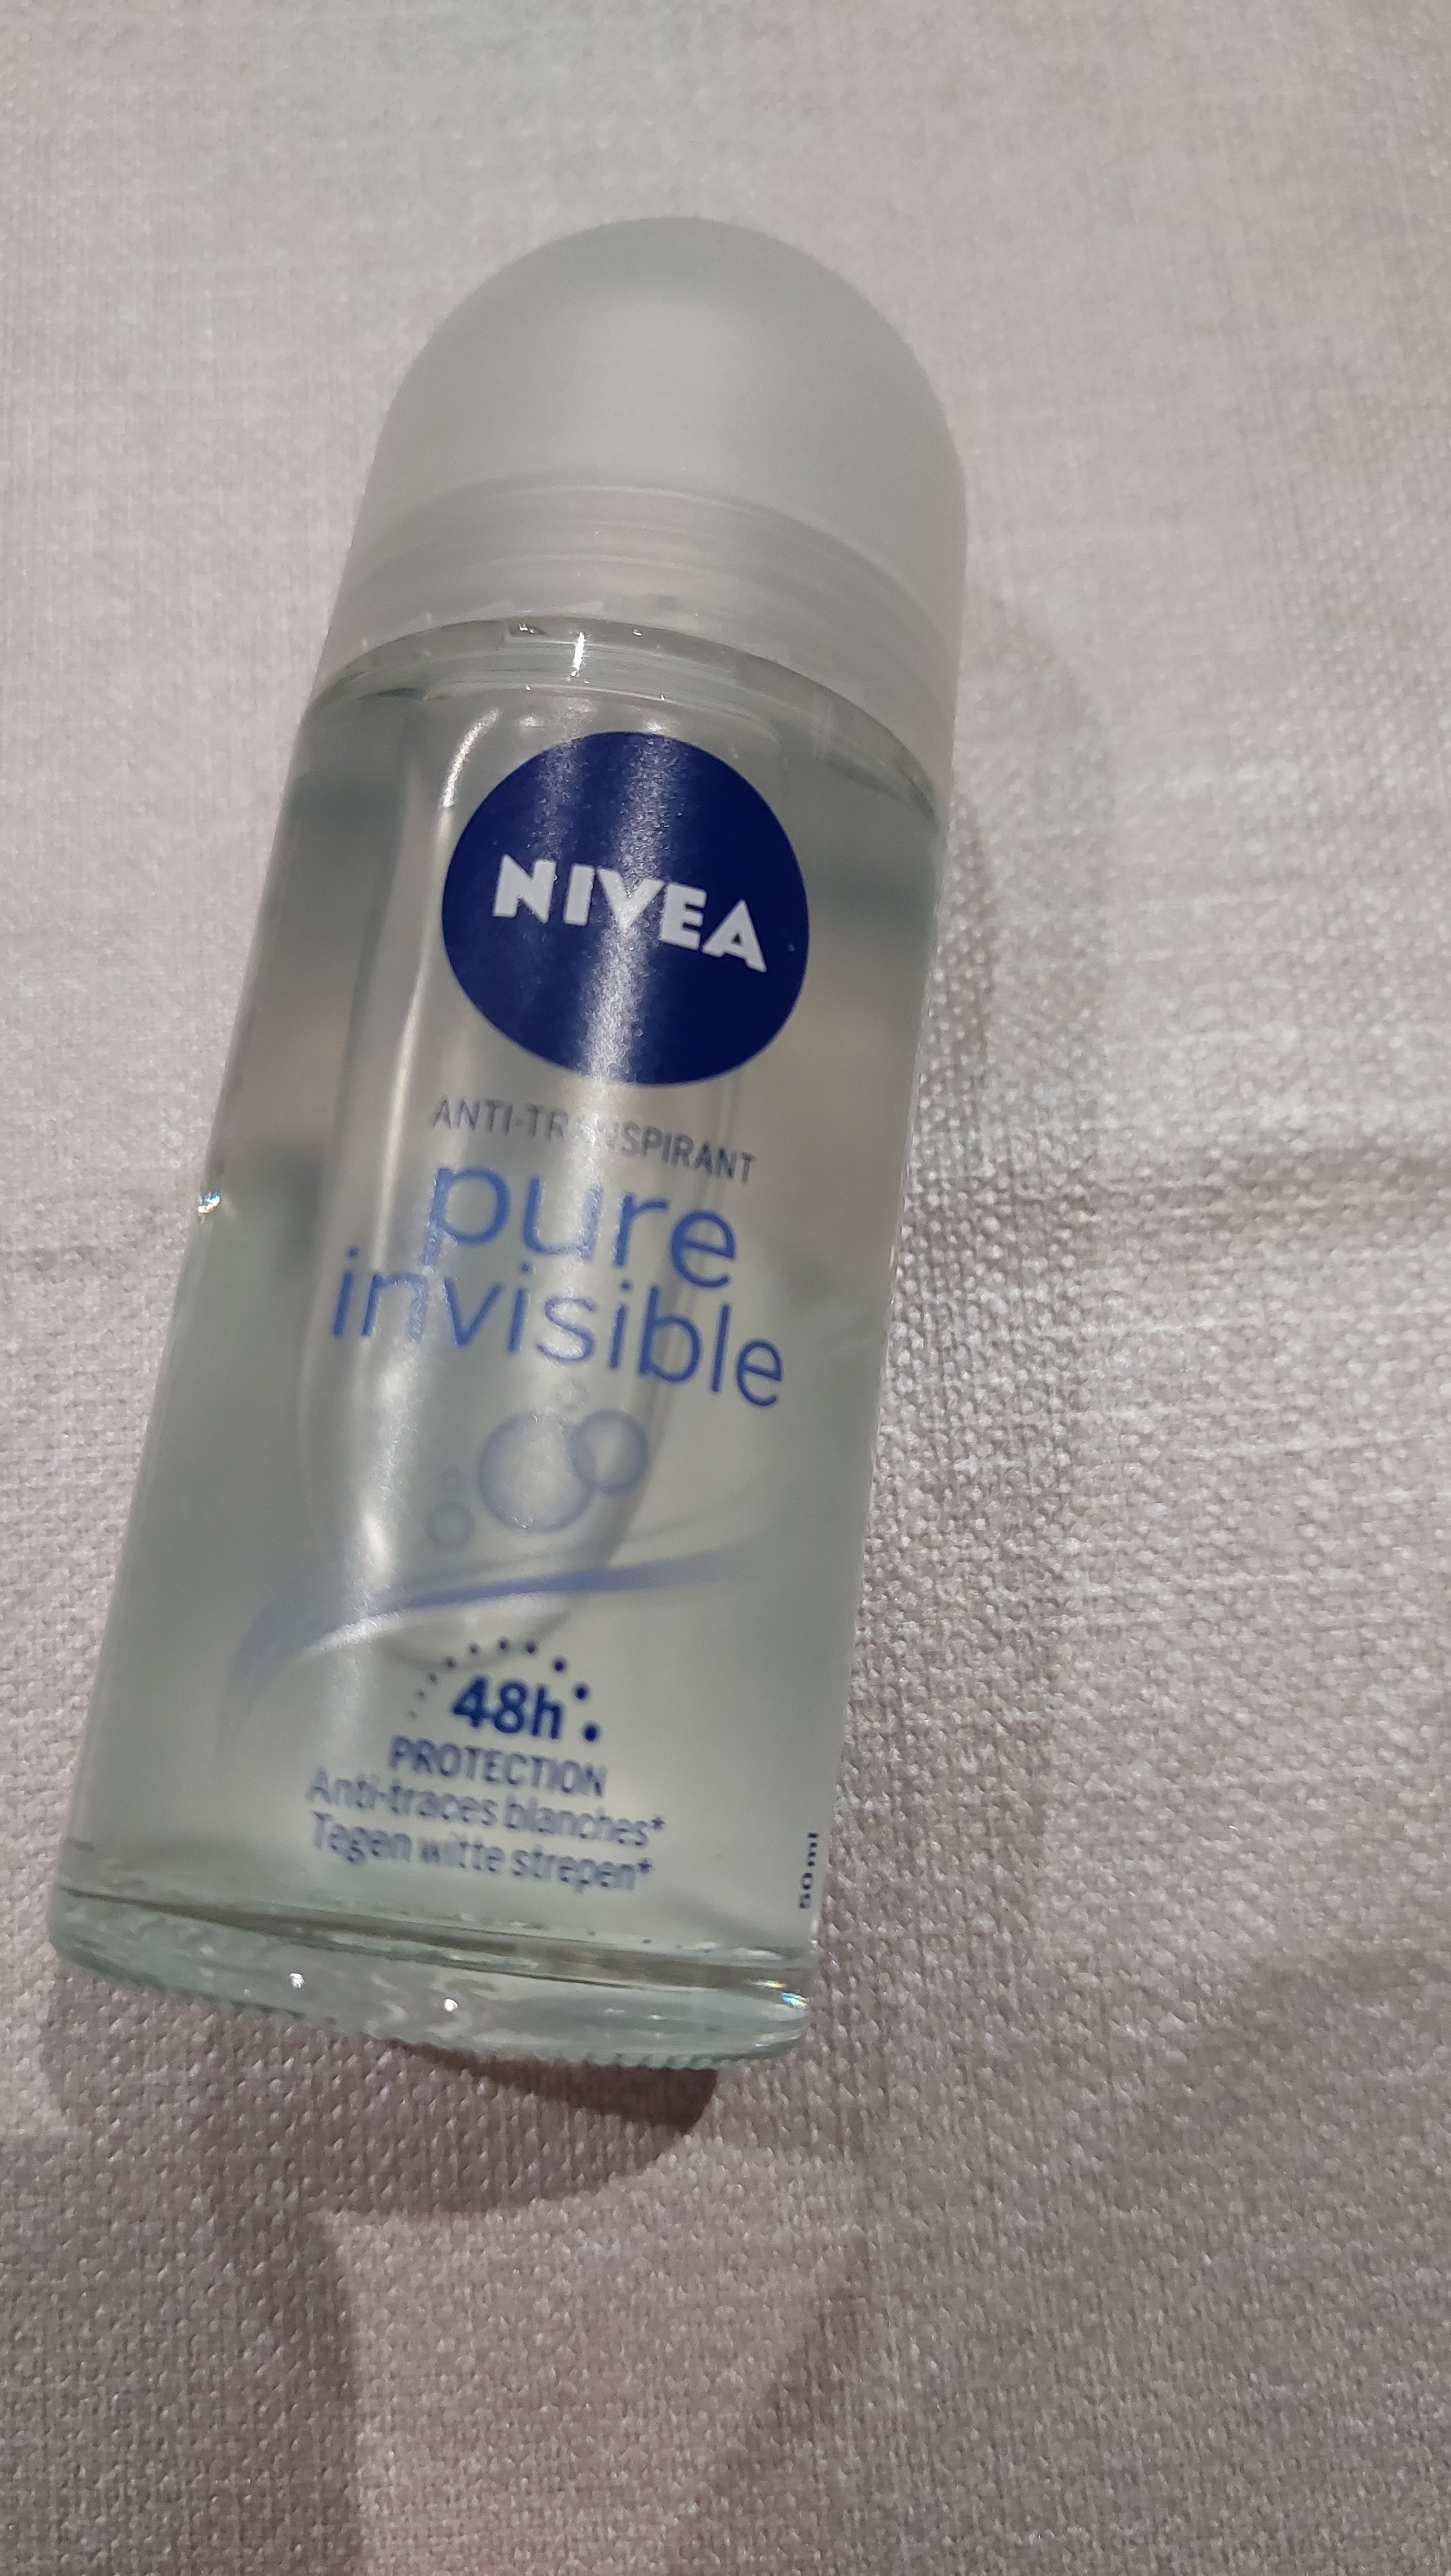 NIVEA
ANTI-TRANSPIRANT
pure
invisible
48h
PROTECTION
Anti-traces blanches*
Tegen witte strepen*
50ml